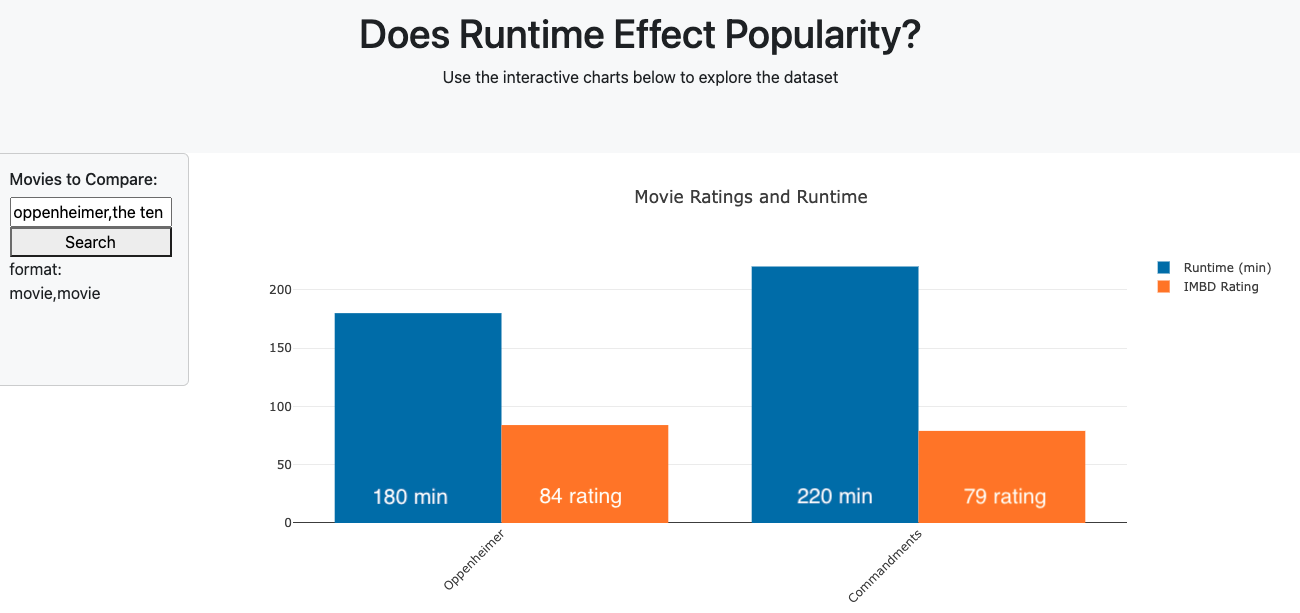 Does Runtime Effect Popularity?
Use the interactive charts below to explore the dataset
Movies to Compare:
oppenheimer,the ten
Search
format:
movie,movie
Movie Ratings and Runtime
Runtime (min)
IMBD Rating
200
150
100
50
0
180 min
84 rating
220 min
79 rating
Oppenheimer
Commandments